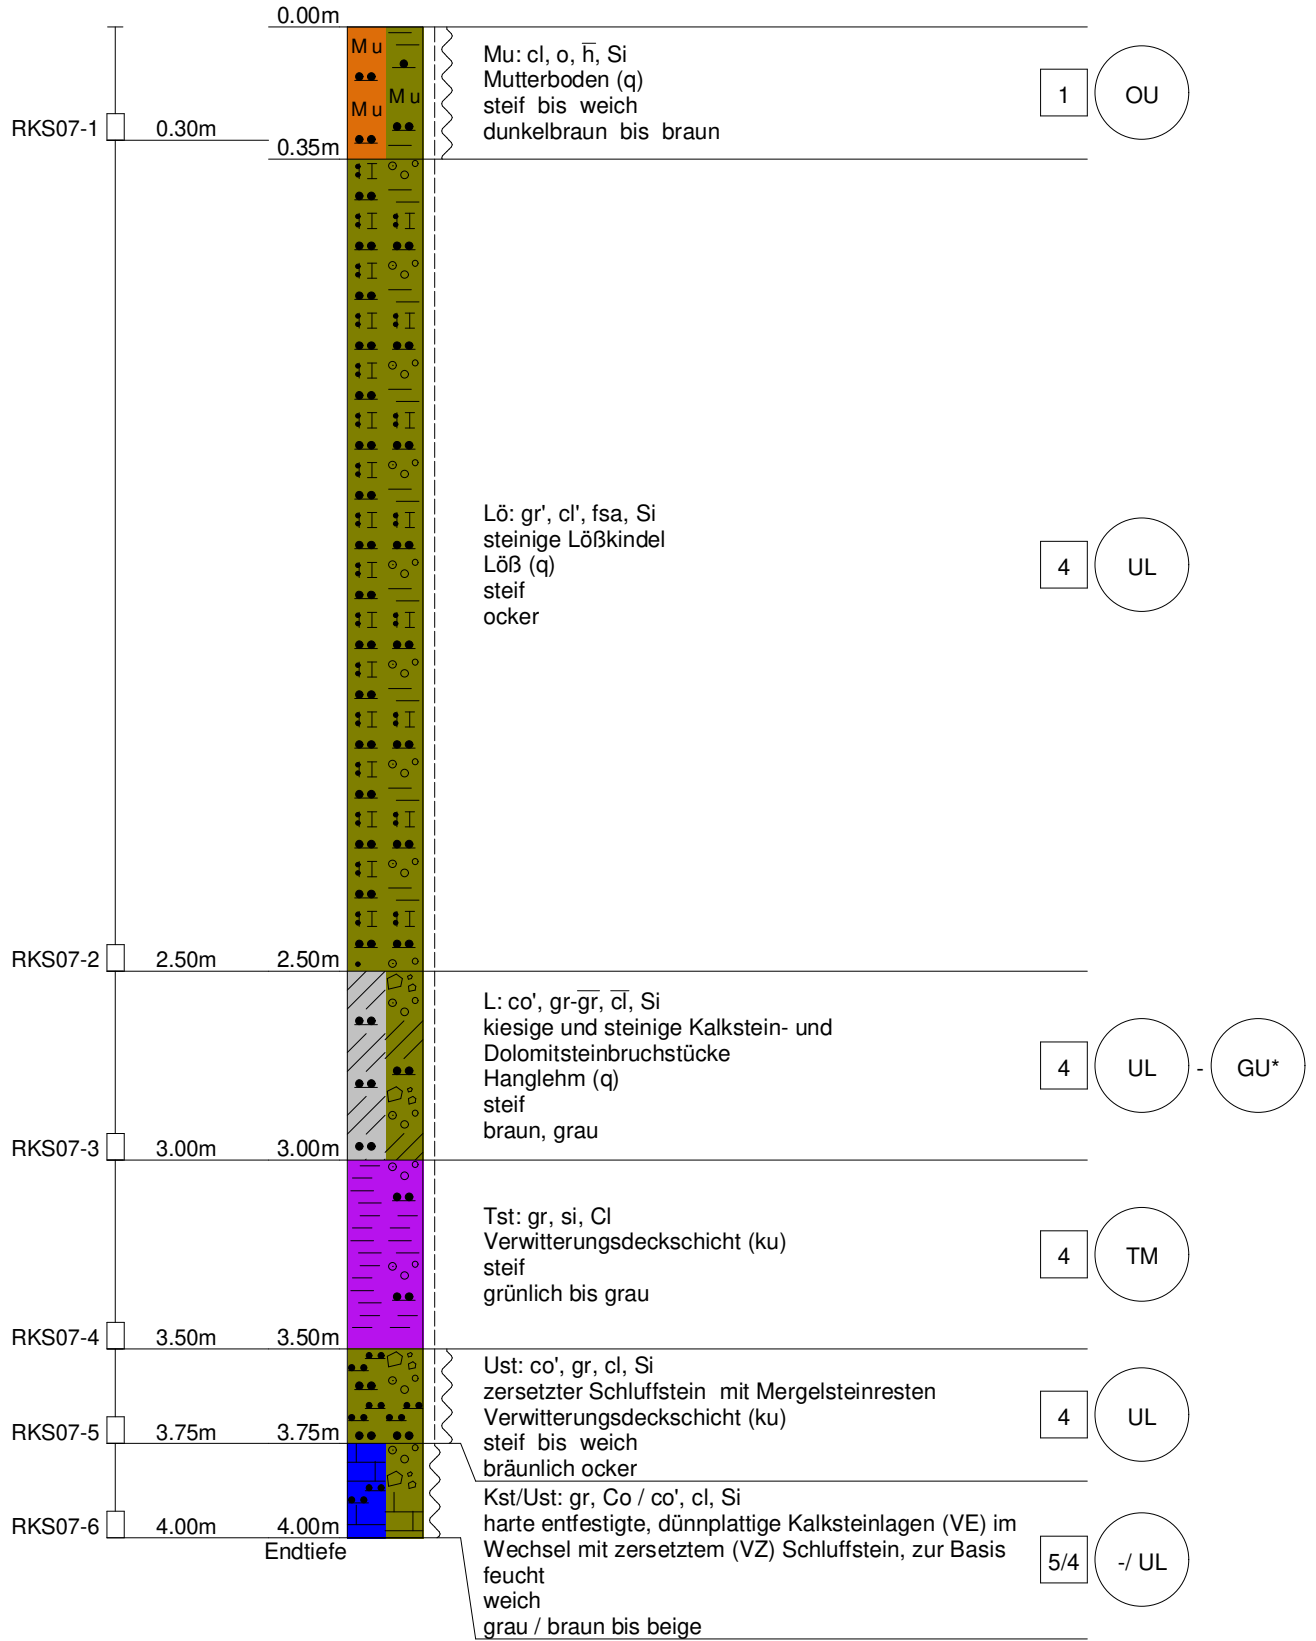 0.00m
Mu
Mu
Mu
Mu: cl, o, h̅, Si
Mutterboden (q)
steif bis weich
dunkelbraun bis braun
1 OU
RKS07-1 0.30m
0.35m
Lö: gr', cl', fsa, Si
steinige Lößkindel
Löß (q)
steif
ocker
4 UL
RKS07-2 2.50m 2.50m
L: co', gr-g̅r̅, c̅l̅, Si
kiesige und steinige Kalkstein- und
Dolomitsteinbruchstücke
Hanglehm (q)
steif
braun, grau
4 UL - GU*
RKS07-3 3.00m 3.00m
Tst: gr, si, Cl
Verwitterungsdeckschicht (ku)
steif
grünlich bis grau
4 TM
RKS07-4 3.50m 3.50m
Ust: co', gr, cl, Si
zersetzter Schluffstein mit Mergelsteinresten
Verwitterungsdeckschicht (ku)
steif bis weich
bräunlich ocker
4 UL
RKS07-5 3.75m 3.75m
Kst/Ust: gr, Co / co', cl, Si
harte entfestigte, dünnplattige Kalksteinlagen (VE) im
Wechsel mit zersetztem (VZ) Schluffstein, zur Basis
feucht
weich
grau / braun bis beige
5/4 -/ UL
RKS07-6 4.00m 4.00m
Endtiefe